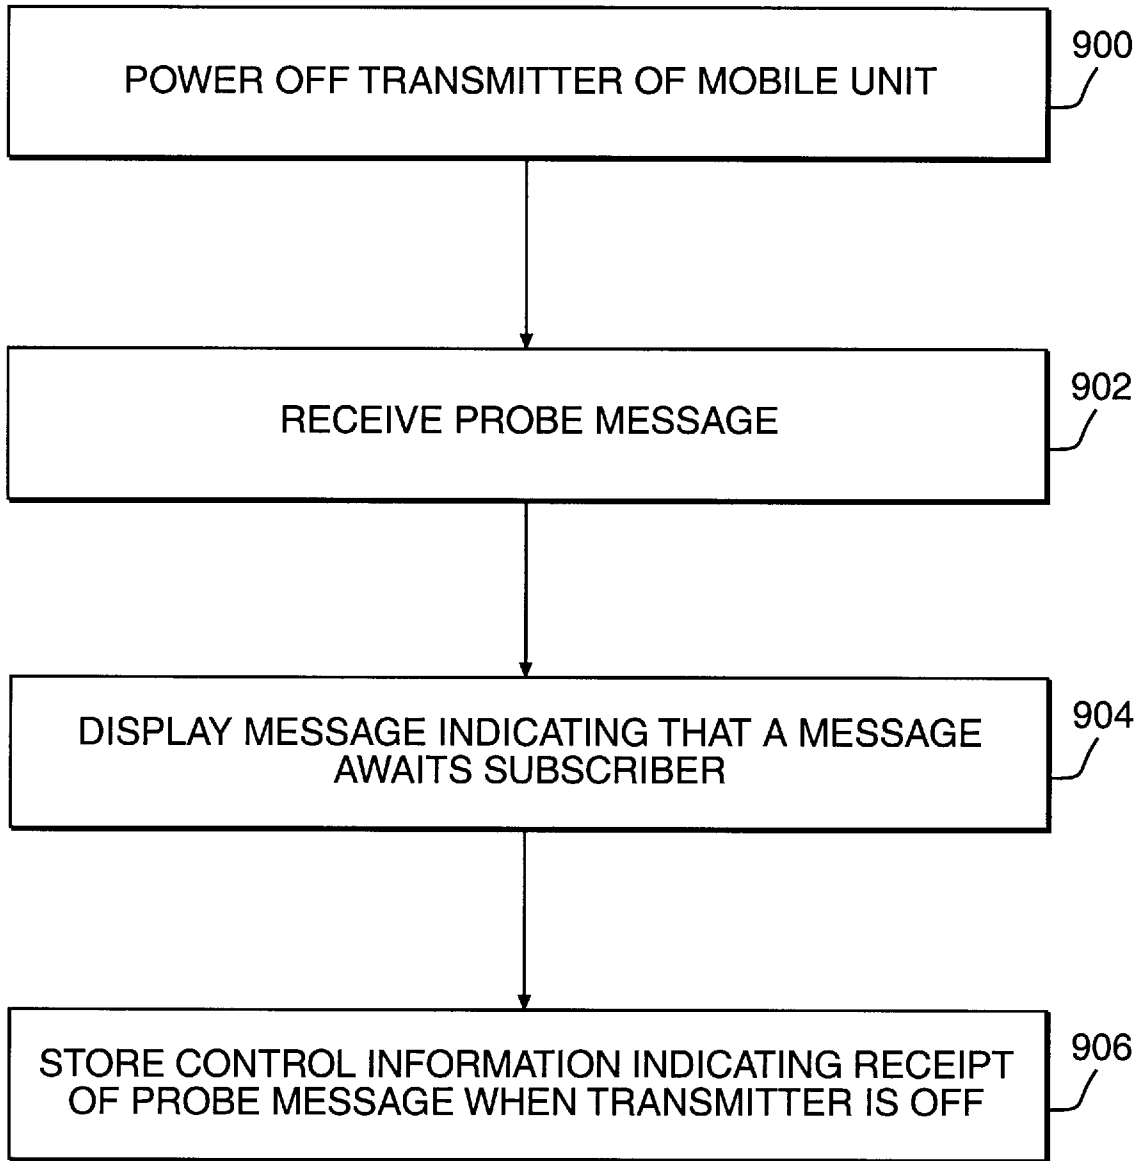 900
POWER OFF TRANSMITTER OF MOBILE UNIT
902
RECEIVE PROBE MESSAGE
904
DISPLAY MESSAGE INDICATING THAT A MESSAGE
AWAITS SUBSCRIBER
906
STORE CONTROL INFORMATION INDICATING RECEIPT
OF PROBE MESSAGE WHEN TRANSMITTER IS OFF